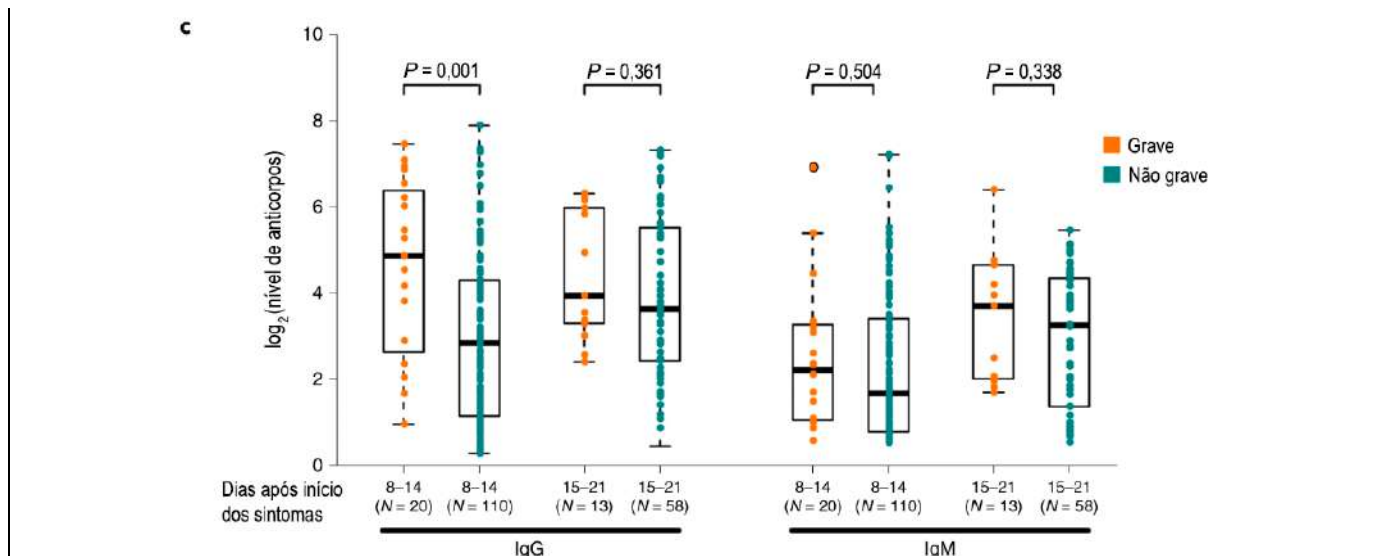 c
10
8
6
4
2
0
log₂ (nível de anticorpos)
P = 0,001
P = 0,361
P = 0,504
P = 0,338
Grave
Não grave
Dias após início
dos sintomas
8–14 8–14 15–21 15–21 8–14 8–14 15–21 15–21
(N = 20) (N = 110) (N = 13) (N = 58) (N = 20) (N = 110) (N = 13) (N = 58)
IgG IgM